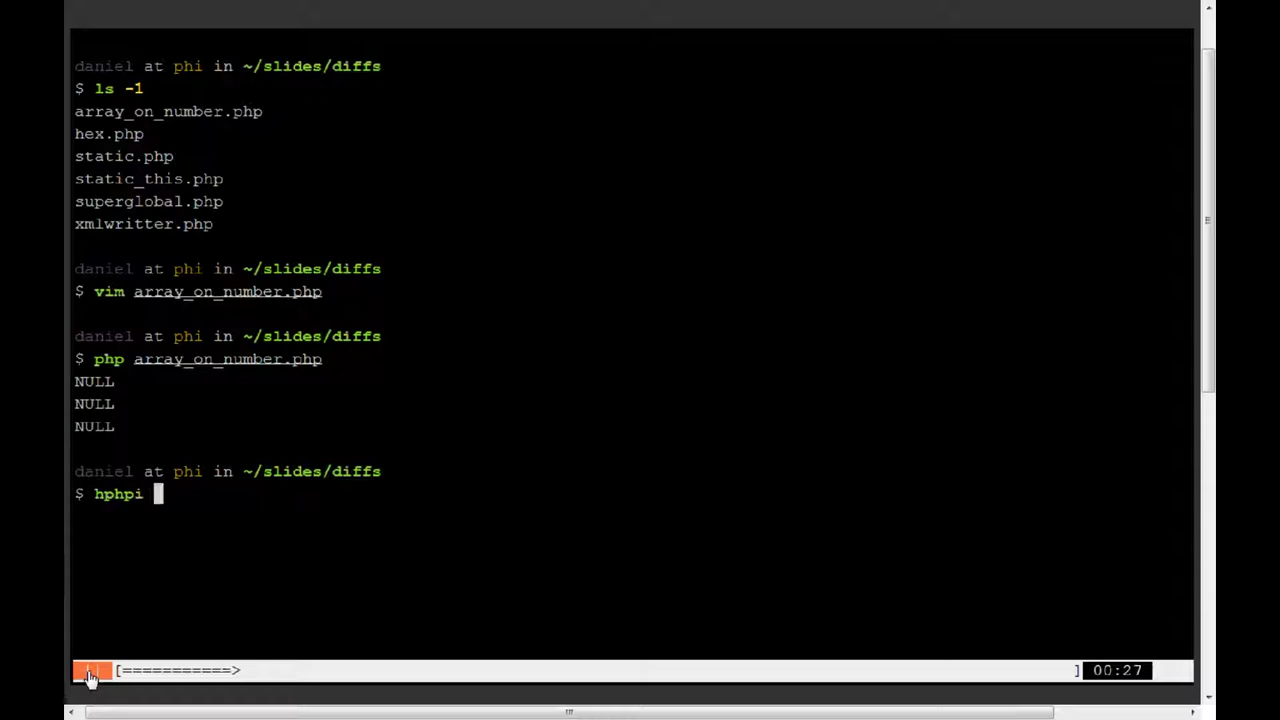 daniel at phi in ~/slides/diffs
$ ls -1
array_on_number.php
hex.php
static.php
static_this.php
superglobal.php
xmlwritter.php
daniel at phi in ~/slides/diffs
$ vim array_on_number.php
daniel at phi in ~/slides/diffs
$ php array_on_number.php
NULL
NULL
NULL
daniel at phi in ~/slides/diffs
$ hphpi
[===========> ] 00:27